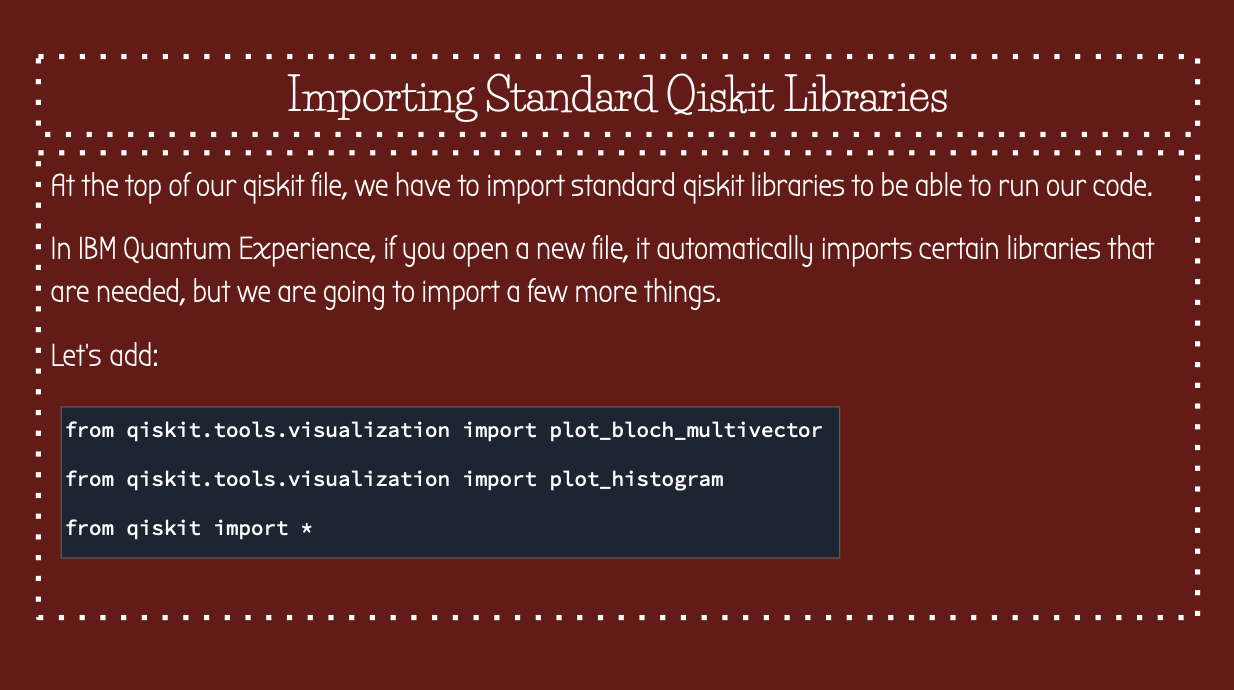 Importing Standard Qiskit Libraries
At the top of our qiskit file, we have to import standard qiskit libraries to be able to run our code.
In IBM Quantum Experience, if you open a new file, it automatically imports certain libraries that
are needed, but we are going to import a few more things.
Let's add:
from qiskit.tools.visualization import plot_bloch_multivector
from qiskit.tools.visualization import plot_histogram
from qiskit import *